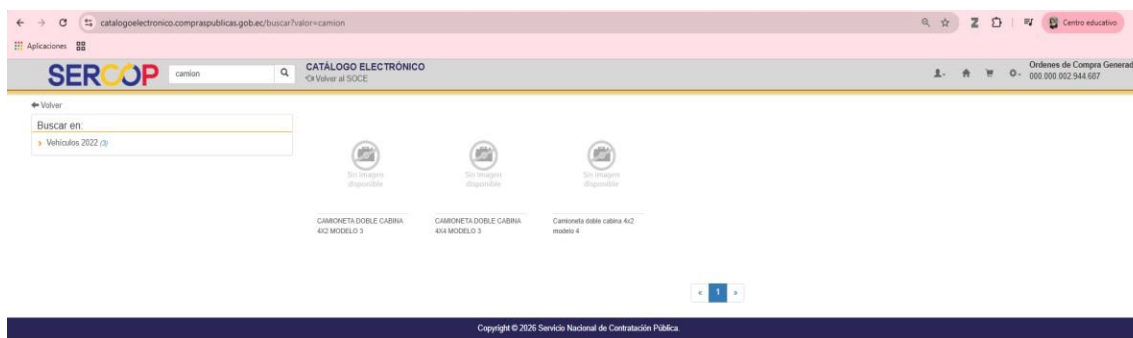 catalogoelectronico.compraspublicas.gob.ec/buscar?valor=camion
Centro educativo
Aplicaciones
SERCOP
camion
CATÁLOGO ELECTRÓNICO
Volver al SOCE
Ordenes de Compra Generad
000.000.002.944.687
Volver
Buscar en:
Vehículos 2022 (3)
Sin imagen
disponible
Sin imagen
disponible
Sin imagen
disponible
CAMIONETA DOBLE CABINA
4X2 MODELO 3
CAMIONETA DOBLE CABINA
4X4 MODELO 3
Camioneta doble cabina 4x2
modelo 4
« 1 »
Copyright © 2026 Servicio Nacional de Contratación Pública.